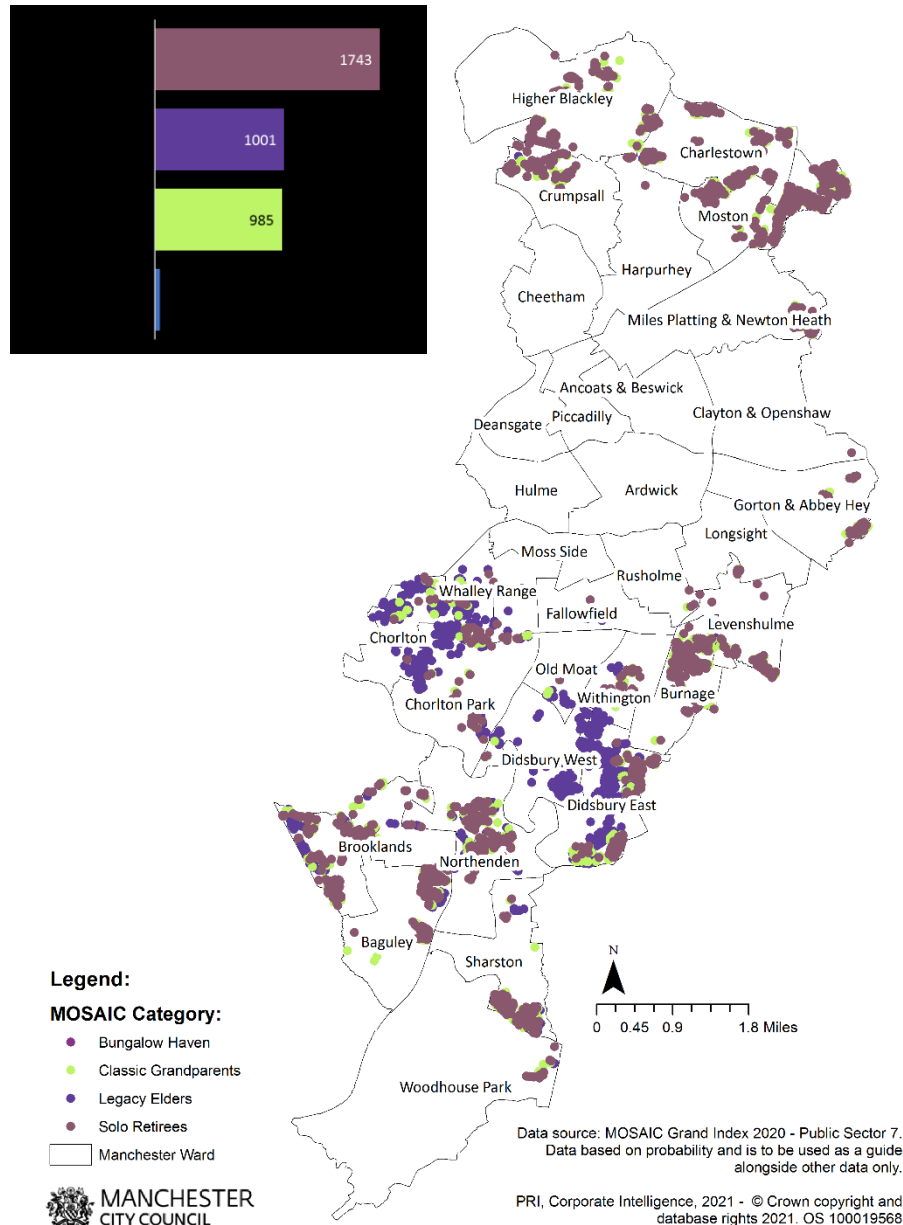 1743
1001
985
Higher Blackley
Charlestown
Crumpsall
Moston
Harpurhey
Cheetham
Miles Platting & Newton Heath
Ancoats & Beswick
Piccadilly
Clayton & Openshaw
Deansgate
Hulme
Ardwick
Gorton & Abbey Hey
Longsight
Moss Side
Rusholme
Whalley Range
Fallowfield
Levenshulme
Chorlton
Old Moat
Withington
Burnage
Chorlton Park
Didsbury West
Didsbury East
Brooklands
Northenden
Baguley
Sharston
Woodhouse Park
N
0 0.45 0.9 1.8 Miles
Legend:
MOSAIC Category:
Bungalow Haven
Classic Grandparents
Legacy Elders
Solo Retirees
Manchester Ward
MANCHESTER
CITY COUNCIL
Data source: MOSAIC Grand Index 2020 - Public Sector 7.
Data based on probability and is to be used as a guide
alongside other data only.
PRI, Corporate Intelligence, 2021 - © Crown copyright and
database rights 2021. OS 100019568